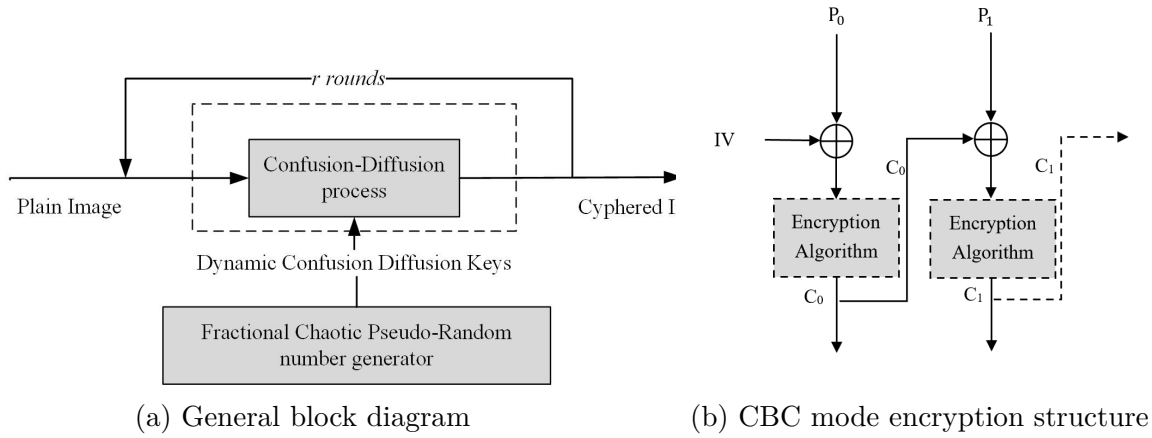 r rounds
Confusion-Diffusion
process
Plain Image
Cyphered I
Dynamic Confusion Diffusion Keys
Fractional Chaotic Pseudo-Random
number generator
(a) General block diagram
P₀
P₁
IV
C₀
C₁
Encryption
Algorithm
Encryption
Algorithm
C₀
C₁
(b) CBC mode encryption structure